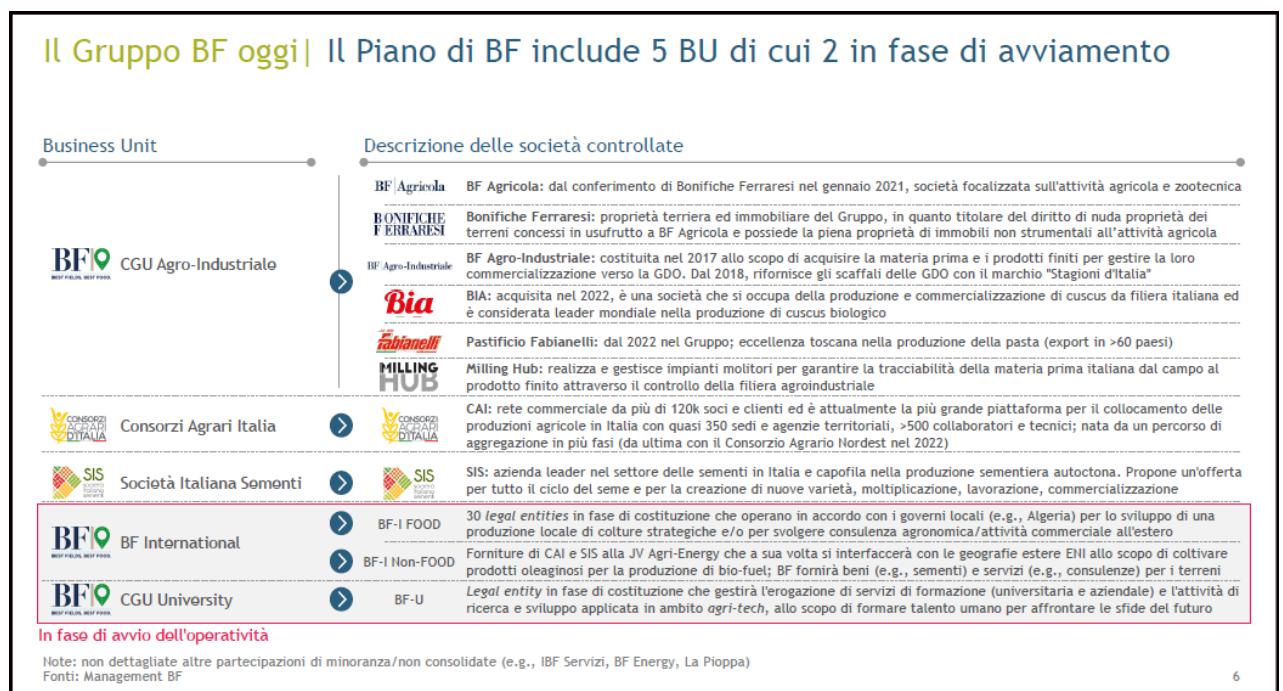 Il Gruppo BF oggi| Il Piano di BF include 5 BU di cui 2 in fase di avviamento
Business Unit
Descrizione delle società controllate
BF Agricola
BF Agricola: dal conferimento di Bonifiche Ferraresi nel gennaio 2021, società focalizzata sull'attività agricola e zootecnica
BONIFICHE
FERRARESI
Bonifiche Ferraresi: proprietà terriera ed immobiliare del Gruppo, in quanto titolare del diritto di nuda proprietà dei
terreni concessi in usufrutto a BF Agricola e possiede la piena proprietà di immobili non strumentali all'attività agricola
BF
BEST FIELDS, BEST FOOD.
CGU Agro-Industriale
BF Agro-Industriale
BF Agro-Industriale: costituita nel 2017 allo scopo di acquisire la materia prima e i prodotti finiti per gestire la loro
commercializzazione verso la GDO. Dal 2018, rifornisce gli scaffali delle GDO con il marchio "Stagioni d'Italia"
Bia
BIA: acquisita nel 2022, è una società che si occupa della produzione e commercializzazione di cuscus da filiera italiana ed
è considerata leader mondiale nella produzione di cuscus biologico
Fabianelli
Pastificio Fabianelli: dal 2022 nel Gruppo; eccellenza toscana nella produzione della pasta (export in >60 paesi)
MILLING
HUB
Milling Hub: realizza e gestisce impianti molitori per garantire la tracciabilità della materia prima italiana dal campo al
prodotto finito attraverso il controllo della filiera agroindustriale
CONSORZI
AGRARI
D'ITALIA
Consorzi Agrari Italia
CONSORZI
AGRARI
D'ITALIA
CAI: rete commerciale da più di 120k soci e clienti ed è attualmente la più grande piattaforma per il collocamento delle
produzioni agricole in Italia con quasi 350 sedi e agenzie territoriali, >500 collaboratori e tecnici; nata da un percorso di
aggregazione in più fasi (da ultima con il Consorzio Agrario Nordest nel 2022)
SIS
società
italiana
sementi
Società Italiana Sementi
SIS
società
italiana
sementi
SIS: azienda leader nel settore delle sementi in Italia e capofila nella produzione sementiera autoctona. Propone un'offerta
per tutto il ciclo del seme e per la creazione di nuove varietà, moltiplicazione, lavorazione, commercializzazione
BF
BEST FIELDS, BEST FOOD.
BF International
BF-I FOOD
30 legal entities in fase di costituzione che operano in accordo con i governi locali (e.g., Algeria) per lo sviluppo di una
produzione locale di colture strategiche e/o per svolgere consulenza agronomica/attività commerciale all'estero
BF-I Non-FOOD
Forniture di CAI e SIS alla JV Agri-Energy che a sua volta si interfaccerà con le geografie estere ENI allo scopo di coltivare
prodotti oleaginosi per la produzione di bio-fuel; BF fornirà beni (e.g., sementi) e servizi (e.g., consulenze) per i terreni
BF
BEST FIELDS, BEST FOOD.
CGU University
BF-U
Legal entity in fase di costituzione che gestirà l'erogazione di servizi di formazione (universitaria e aziendale) e l'attività di
ricerca e sviluppo applicata in ambito agri-tech, allo scopo di formare talento umano per affrontare le sfide del futuro
In fase di avvio dell'operatività
Note: non dettagliate altre partecipazioni di minoranza/non consolidate (e.g., IBF Servizi, BF Energy, La Pioppa)
Fonti: Management BF
6